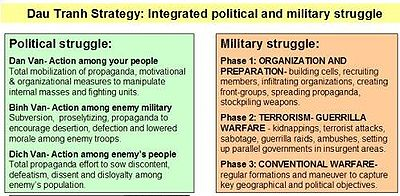 Dau Tranh Strategy: Integrated political and military struggle
Political struggle:
Dan Van- Action among your people
Total mobilization of propaganda, motivational
& organizational measures to manipulate
internal masses and fighting units.
Binh Van- Action among enemy military
Subversion, proselytizing, propaganda to
encourage desertion, defection and lowered
morale among enemy troops.
Dich Van- Action among enemy's people
Total propaganda effort to sow discontent,
defeatism, dissent and disloyalty among
enemy's population.
Military struggle:
Phase 1: ORGANIZATION AND
PREPARATION- building cells, recruiting
members, infiltrating organizations, creating
front-groups, spreading propaganda,
stockpiling weapons.
Phase 2: TERRORISM- GUERRILLA
WARFARE - kidnappings, terrorist attacks,
sabotage, guerrilla raids, ambushes, setting
up parallel governments in insurgent areas.
Phase 3: CONVENTIONAL WARFARE-
regular formations and maneuver to capture
key geographical and political objectives.